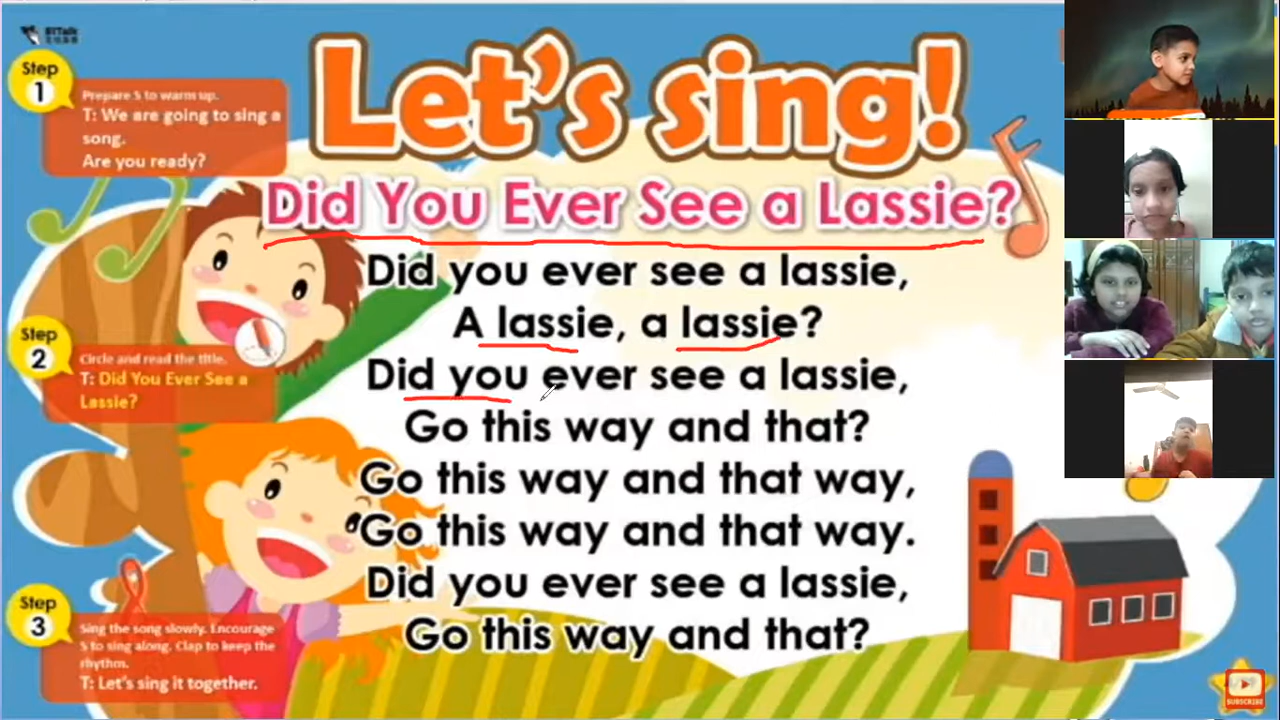 51Talk
Step
1
Prepare S to warm up.
T: We are going to sing a
song.
Are you ready?
Let's sing!
Did You Ever See a Lassie?
Did you ever see a lassie,
A lassie, a lassie?
Did you ever see a lassie,
Go this way and that?
Go this way and that way,
Go this way and that way.
Did you ever see a lassie,
Go this way and that?
Step
2
Circle and read the title.
T: Did You Ever See a
Lassie?
Step
3
Sing the song slowly. Encourage
S to sing along. Clap to keep the
rhythm.
T: Let's sing it together.
SUBSCRIBE